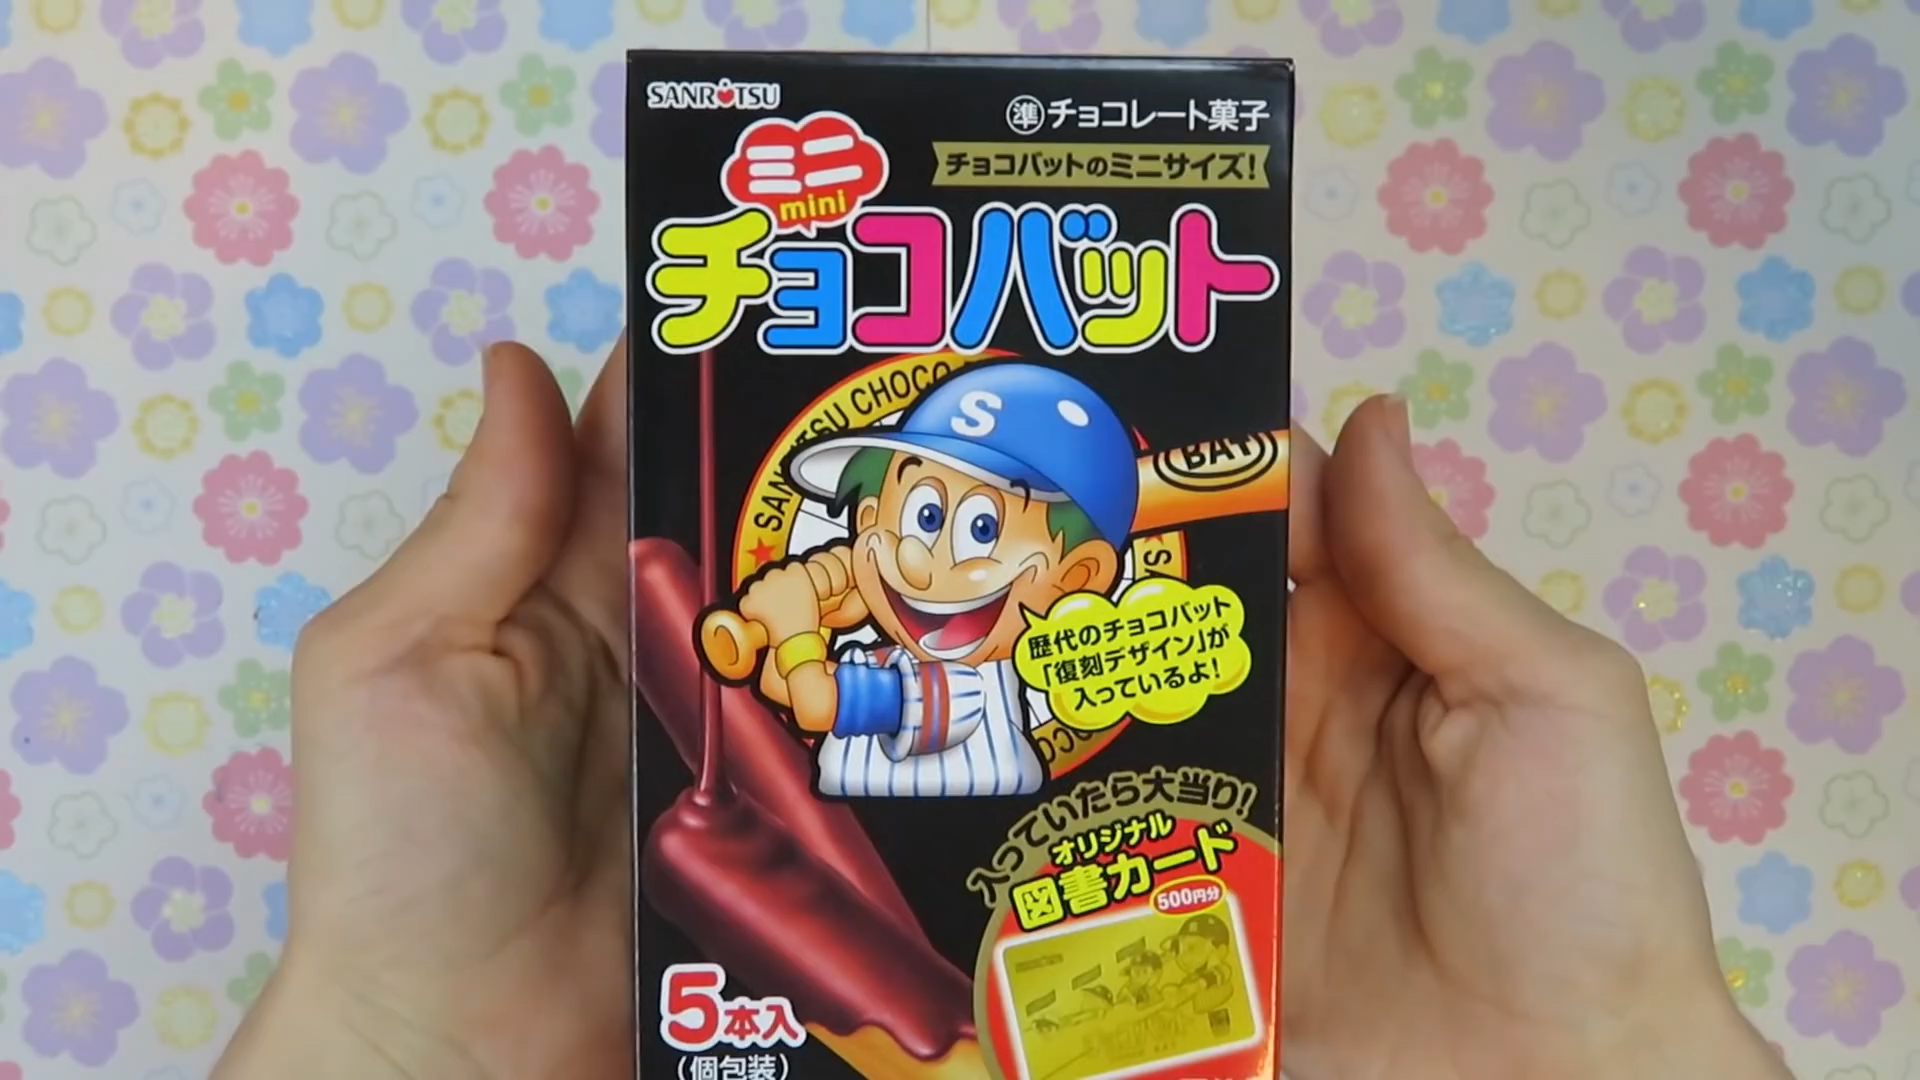 SANRITSU
準チョコレート菓子
チョコバットのミニサイズ!
ミニ
mini
チョコバット
SANRITSU CHOCO
S
BAT
歴代のチョコバット
「復刻デザイン」が
入っているよ!
入っていたら大当り!
オリジナル
図書カード
500円分
5本入
(個包装)